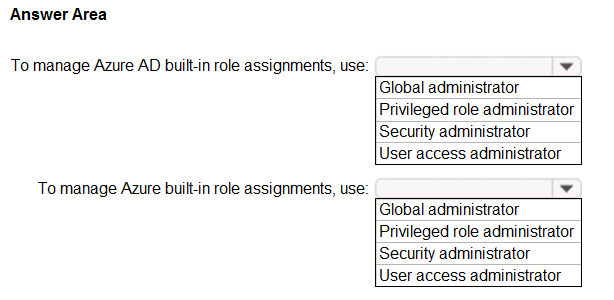 Answer Area
To manage Azure AD built-in role assignments, use:
Global administrator
Privileged role administrator
Security administrator
User access administrator
To manage Azure built-in role assignments, use:
Global administrator
Privileged role administrator
Security administrator
User access administrator